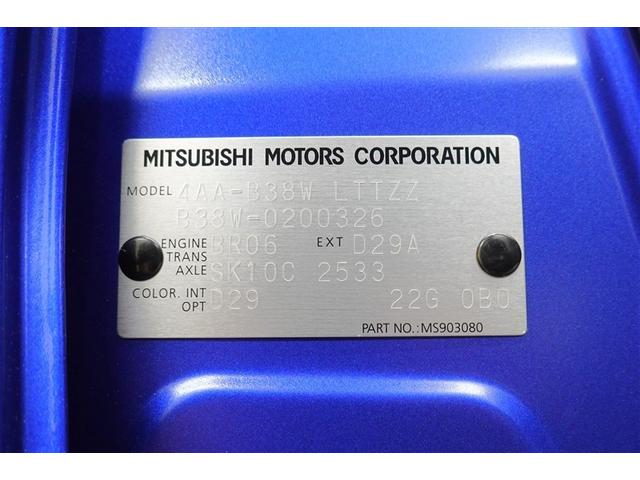 MITSUBISHI MOTORS CORPORATION
MODEL 4AA-B38W LTTZZ
B38W-0200326
ENGINE BR06 EXT D29A
TRANS
AXLE SK10C 2533
COLOR. INT D29 22G 0B0
OPT
PART NO.:MS903080